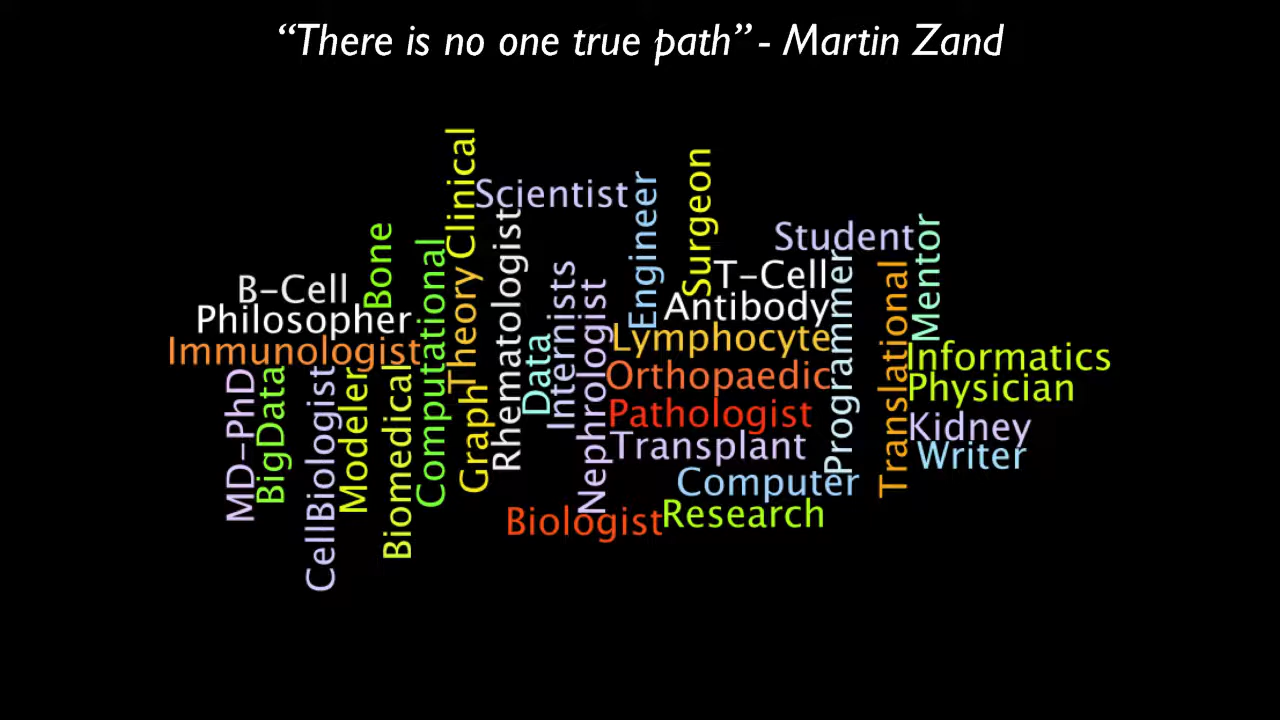 “There is no one true path” - Martin Zand
Clinical
Scientist
Engineer
Surgeon
Student
Mentor
Bone
B-Cell
T-Cell
Philosopher
Antibody
Immunologist
Computational
Theory
Rhematologist
Data
Internists
Nephrologist
Lymphocyte
Orthopaedic
Pathologist
Transplant
Programmer
Translational
Informatics
Physician
Kidney
Writer
MD-PhD
BigData
CellBiologist
Modeler
Biomedical
Graph
Computer
Biologist
Research